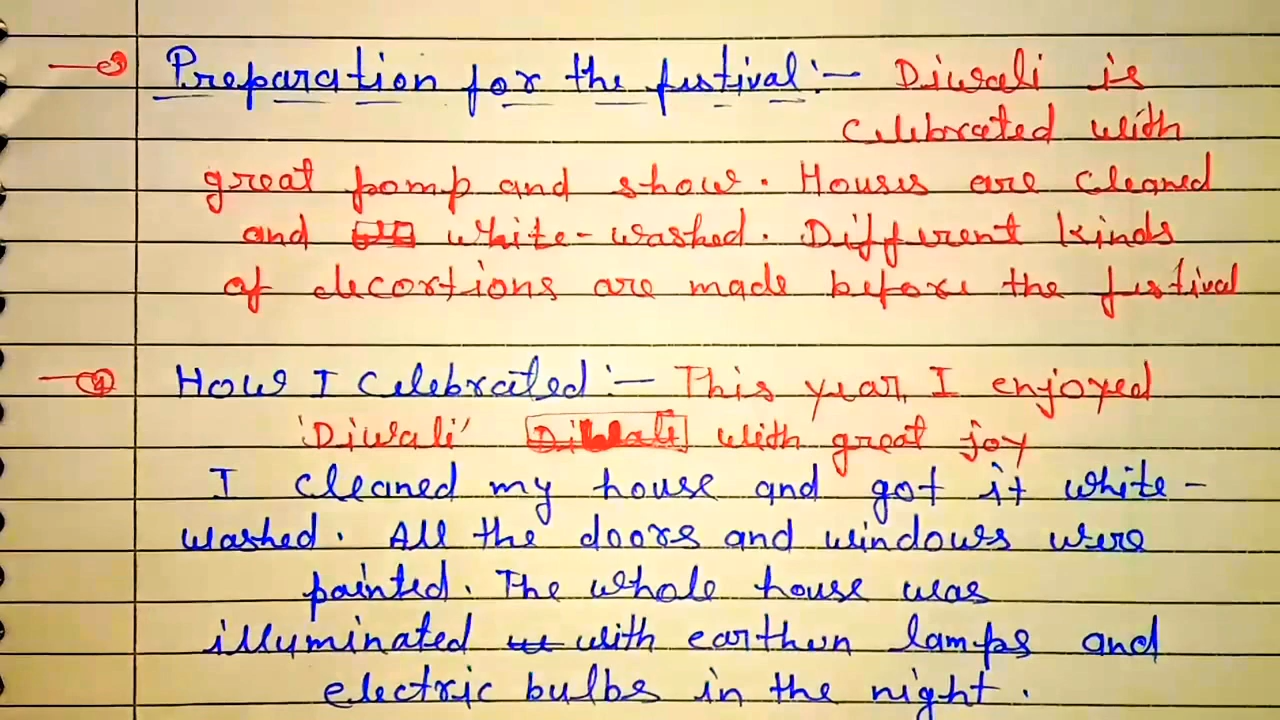 ③ Preparation for the festival :- Diwali is
celebrated with
great pomp and show. Houses are cleaned
and white-washed. Different kinds
of decortions are made before the festival
④ How I Celebrated :- This year, I enjoyed
'Diwali' Diwali with great joy
I cleaned my house and got it white-
washed. All the doors and windows were
painted. The whole house was
illuminated with earthen lamps and
electric bulbs in the night.